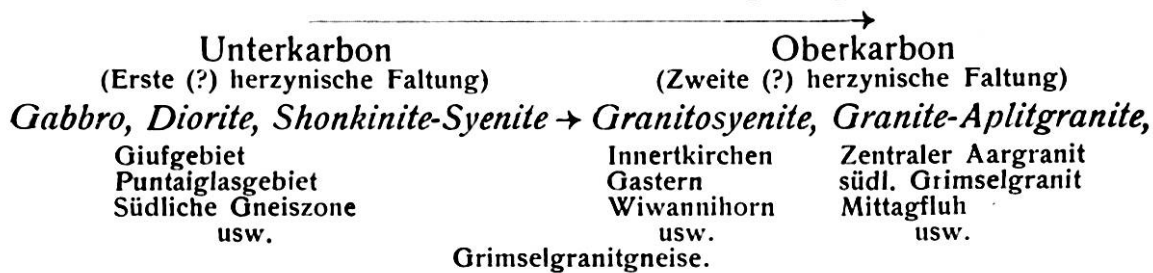 Unterkarbon Oberkarbon
(Erste (?) herzynische Faltung) (Zweite (?) herzynische Faltung)
Gabbro, Diorite, Shonkinite-Syenite → Granitosyenite, Granite-Aplitgranite,
Giufgebiet Innertkirchen Zentraler Aargranit
Puntaiglasgebiet Gastern südl. Grimselgranit
Südliche Gneiszone Wiwannihorn Mittagfluh
usw. usw. usw.
Grimselgranitgneise.